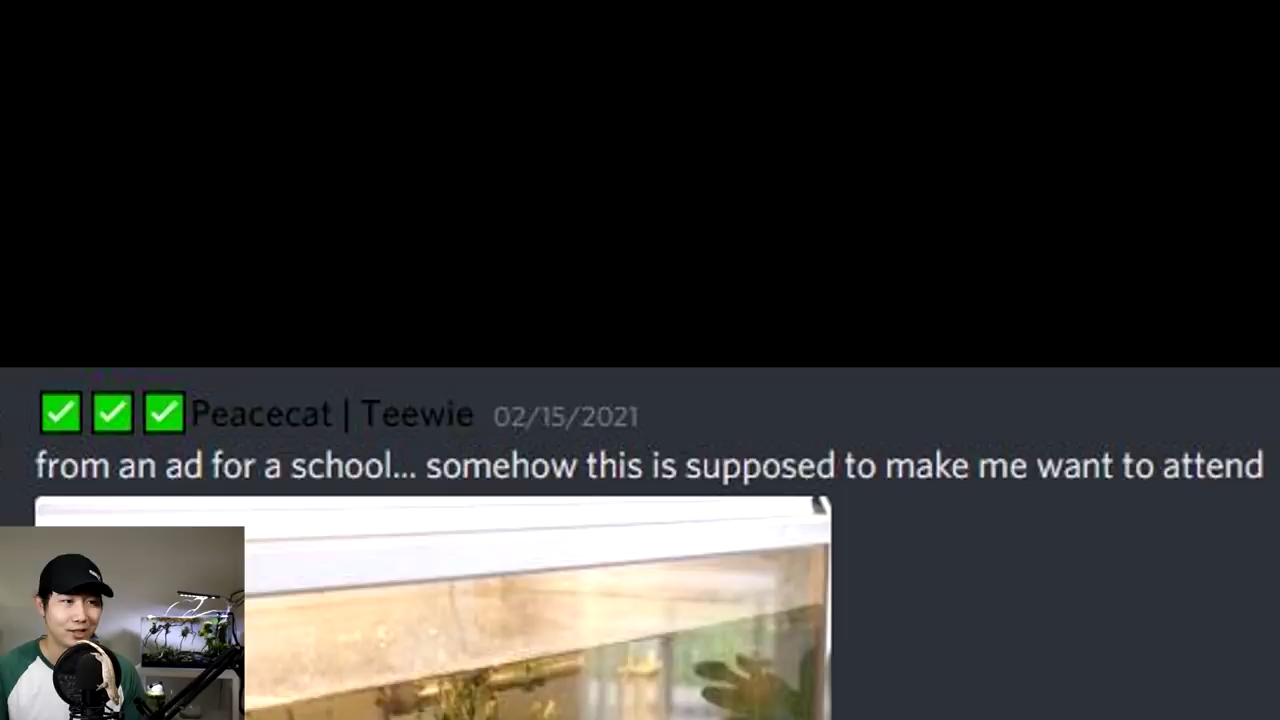 Peacecat | Teewie 02/15/2021
from an ad for a school... somehow this is supposed to make me want to attend